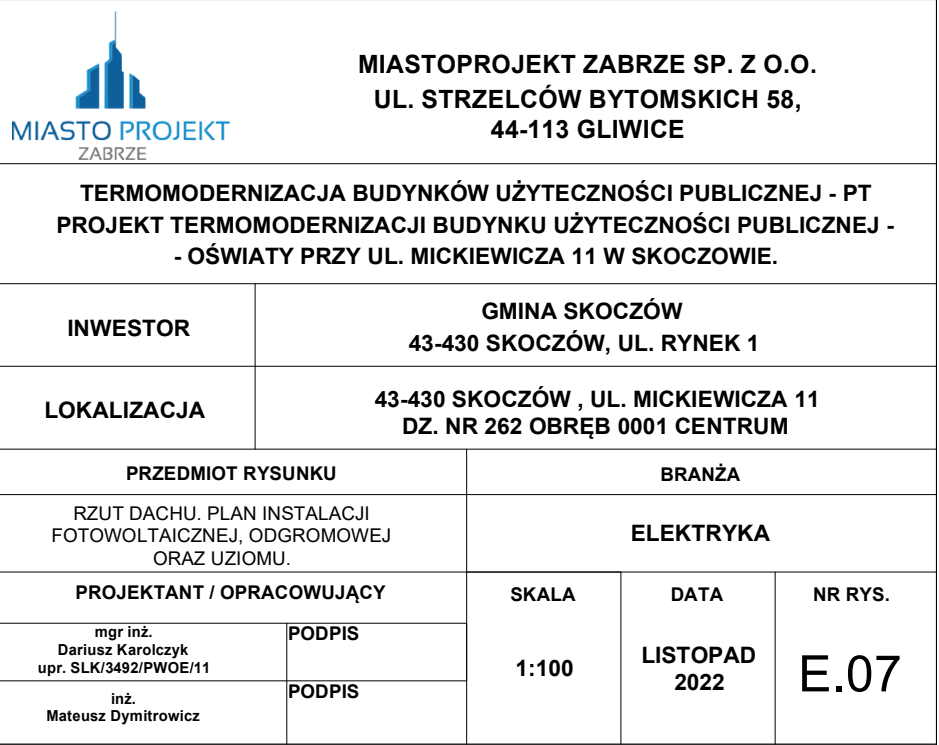 MIASTO PROJEKT
ZABRZE
MIASTOPROJEKT ZABRZE SP. Z O.O.
UL. STRZELCÓW BYTOMSKICH 58,
44-113 GLIWICE
TERMOMODERNIZACJA BUDYNKÓW UŻYTECZNOŚCI PUBLICZNEJ - PT
PROJEKT TERMOMODERNIZACJI BUDYNKU UŻYTECZNOŚCI PUBLICZNEJ -
- OŚWIATY PRZY UL. MICKIEWICZA 11 W SKOCZOWIE.
INWESTOR
GMINA SKOCZÓW
43-430 SKOCZÓW, UL. RYNEK 1
LOKALIZACJA
43-430 SKOCZÓW , UL. MICKIEWICZA 11
DZ. NR 262 OBRĘB 0001 CENTRUM
PRZEDMIOT RYSUNKU
BRANŻA
RZUT DACHU. PLAN INSTALACJI
FOTOWOLTAICZNEJ, ODGROMOWEJ
ORAZ UZIOMU.
ELEKTRYKA
PROJEKTANT / OPRACOWUJĄCY
SKALA
DATA
NR RYS.
mgr inż.
Dariusz Karolczyk
upr. SLK/3492/PWOE/11
PODPIS
1:100
LISTOPAD
2022
E.07
inż.
Mateusz Dymitrowicz
PODPIS